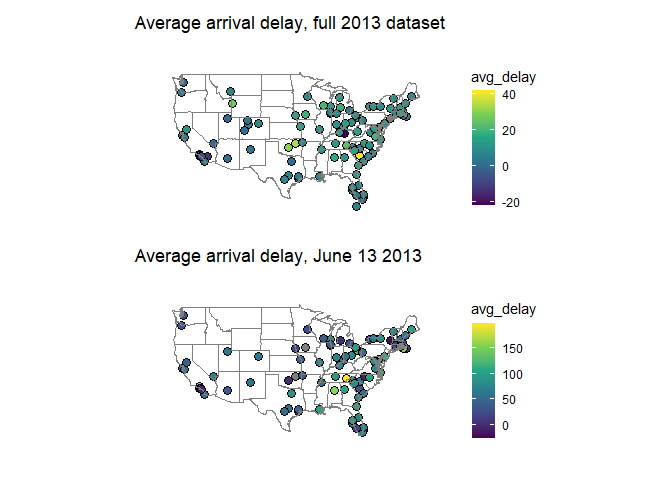 Average arrival delay, full 2013 dataset
avg_delay
40
20
0
-20
Average arrival delay, June 13 2013
avg_delay
150
100
50
0